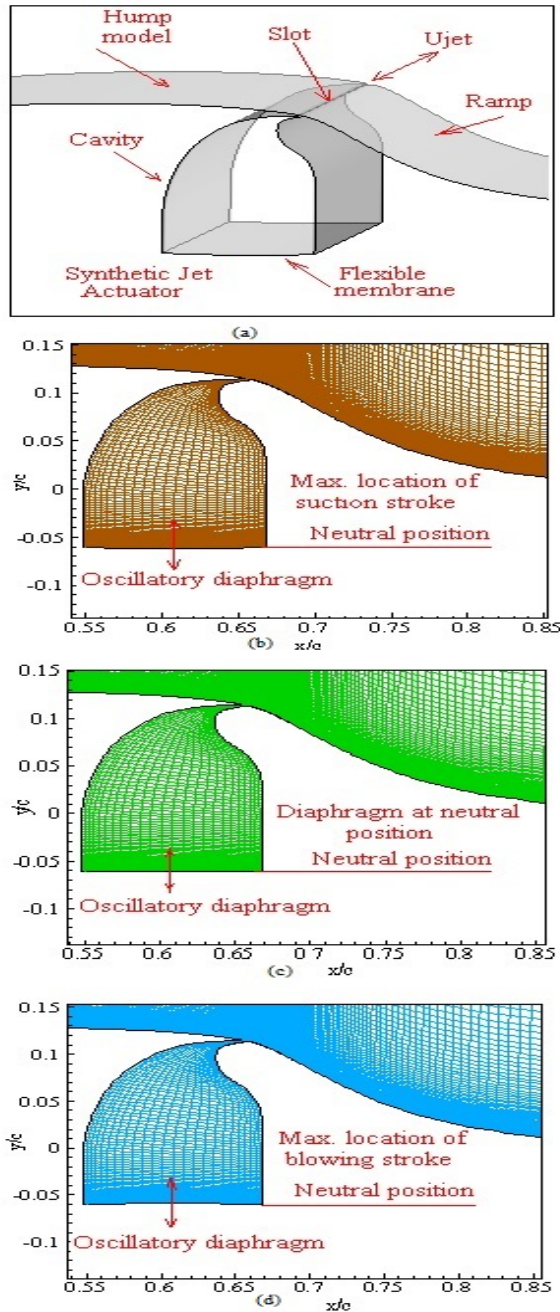 Hump
model
Slot
Ujet
Ramp
Cavity
Synthetic Jet
Actuator
Flexible
membrane
(a)
0.15
0.1
0.05
0
-0.05
-0.1
y/c
Max. location of
suction stroke
Neutral position
Oscillatory diaphragm
0.55 0.6 0.65 0.7 0.75 0.8 0.85
(b) x/c
0.15
0.1
0.05
0
-0.05
-0.1
y/c
Diaphragm at neutral
position
Neutral position
Oscillatory diaphragm
0.55 0.6 0.65 0.7 0.75 0.8 0.85
(c) x/c
0.15
0.1
0.05
0
-0.05
-0.1
y/c
Max. location of
blowing stroke
Neutral position
Oscillatory diaphragm
0.55 0.6 0.65 0.7 0.75 0.8 0.85
(d) x/c